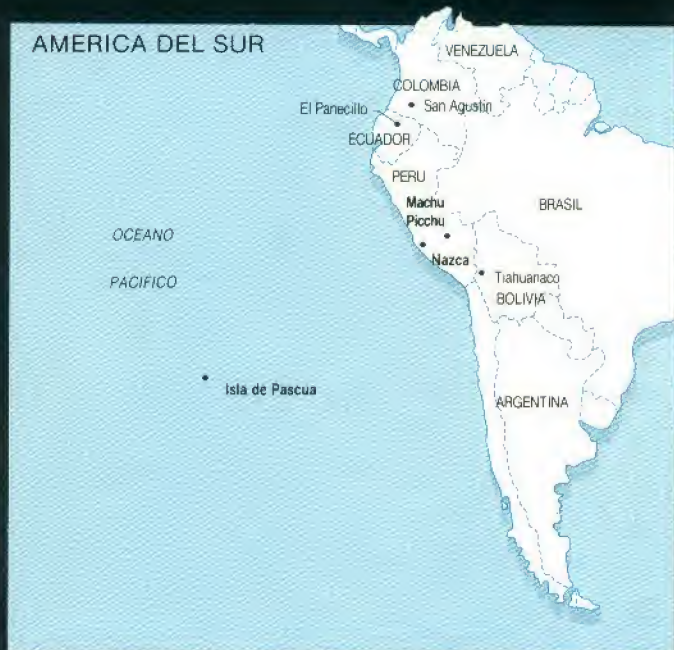 AMERICA DEL SUR
VENEZUELA
COLOMBIA
El Panecillo
San Agustín
ECUADOR
PERU
Machu
Picchu
BRASIL
OCEANO
Nazca
PACIFICO
Tiahuanaco
BOLIVIA
Isla de Pascua
ARGENTINA